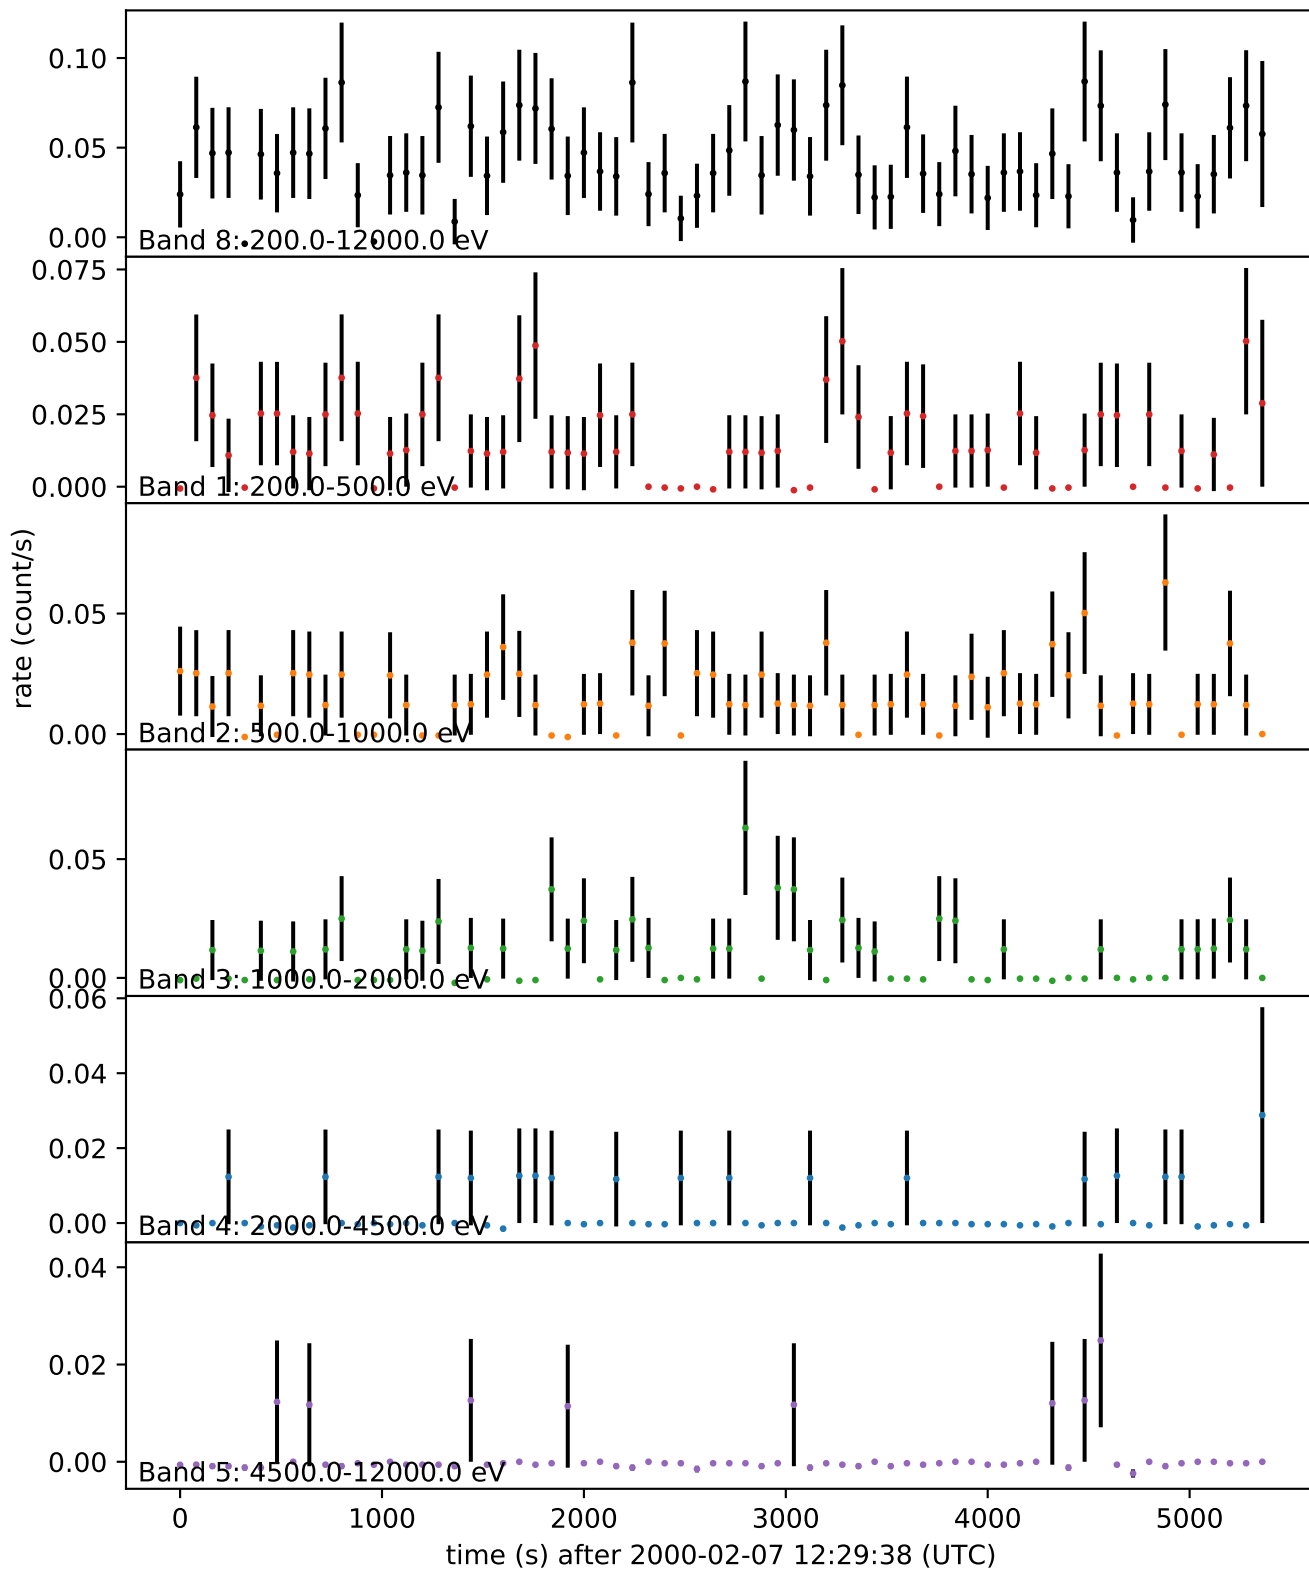 0.10
0.05
0.00
Band 8: 200.0-12000.0 eV
0.075
0.050
0.025
0.000
Band 1: 200.0-500.0 eV
rate (count/s)
0.05
0.00
Band 2: 500.0-1000.0 eV
0.05
0.00
Band 3: 1000.0-2000.0 eV
0.06
0.04
0.02
0.00
Band 4: 2000.0-4500.0 eV
0.04
0.02
0.00
Band 5: 4500.0-12000.0 eV
0 1000 2000 3000 4000 5000
time (s) after 2000-02-07 12:29:38 (UTC)